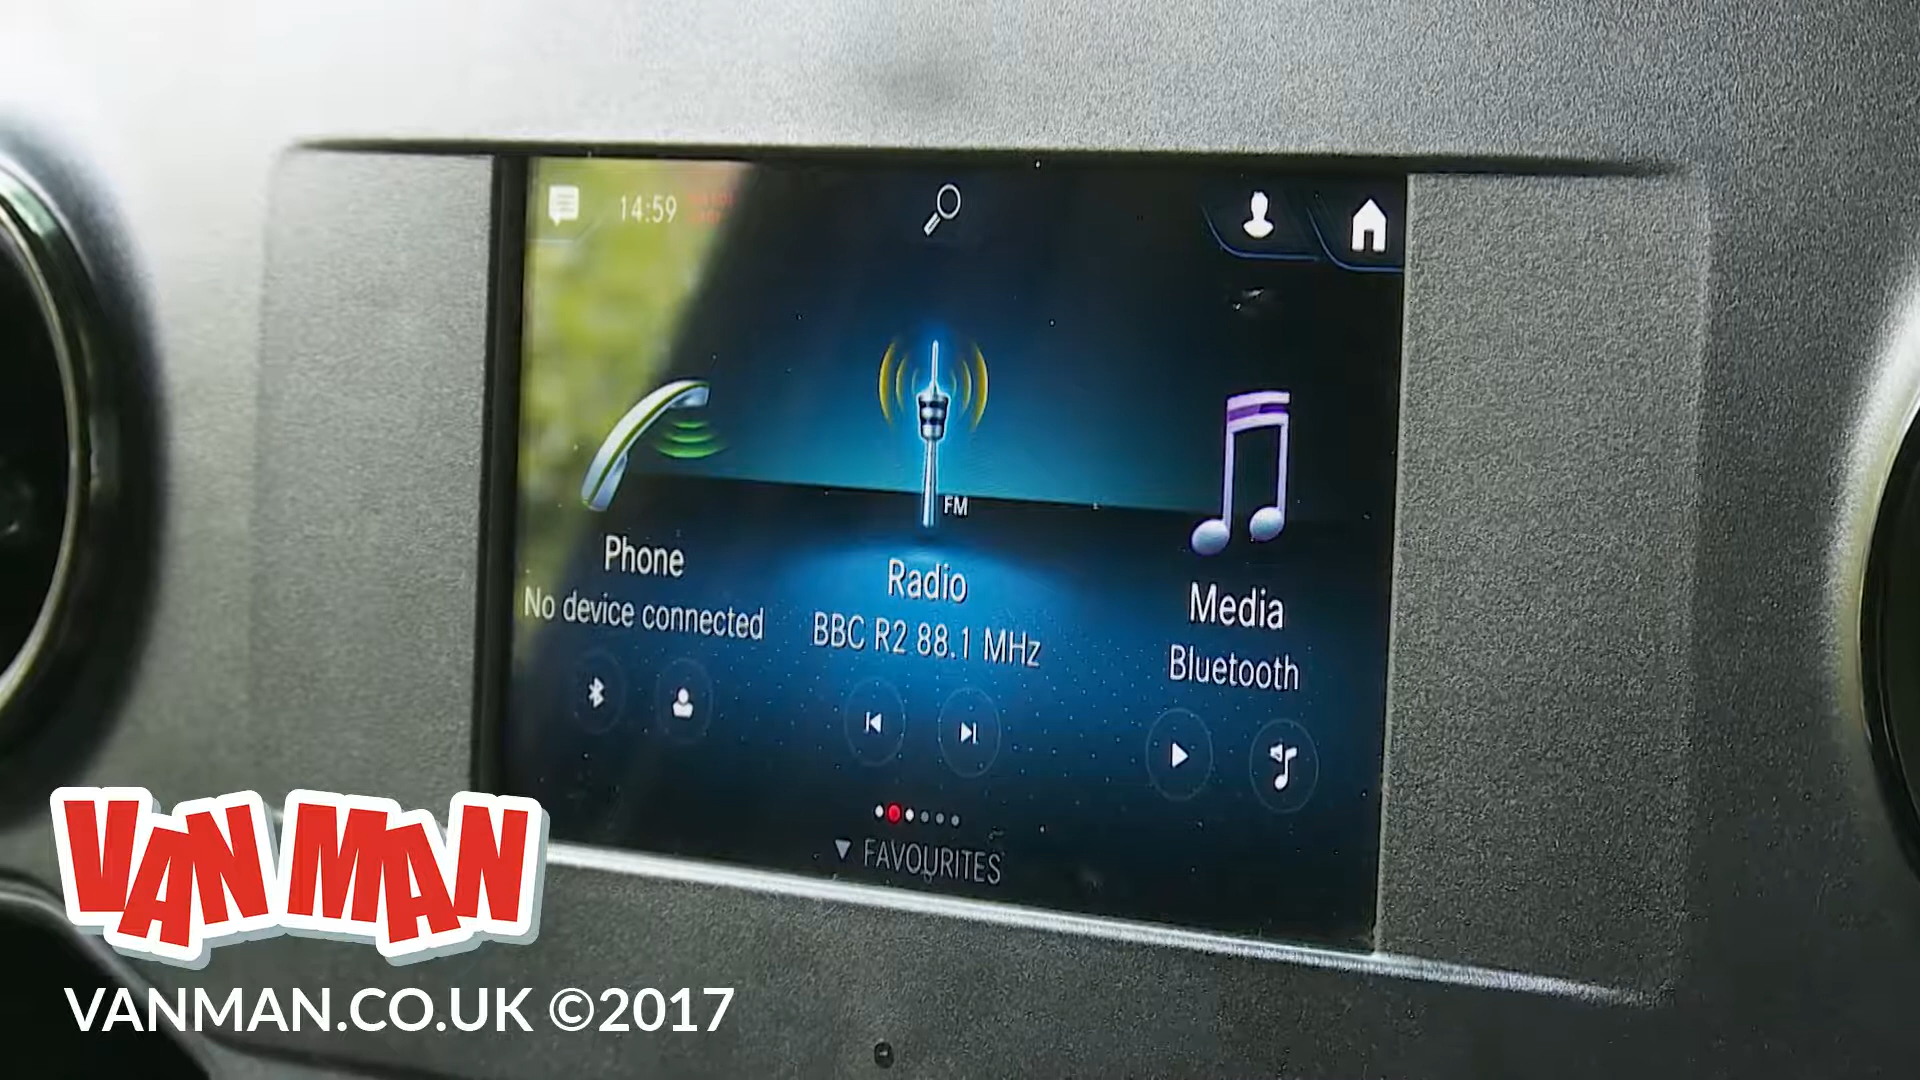 14:59
FM
Phone
No device connected
Radio
BBC R2 88.1 MHz
Media
Bluetooth
FAVOURITES
VAN MAN
VANMAN.CO.UK ©2017